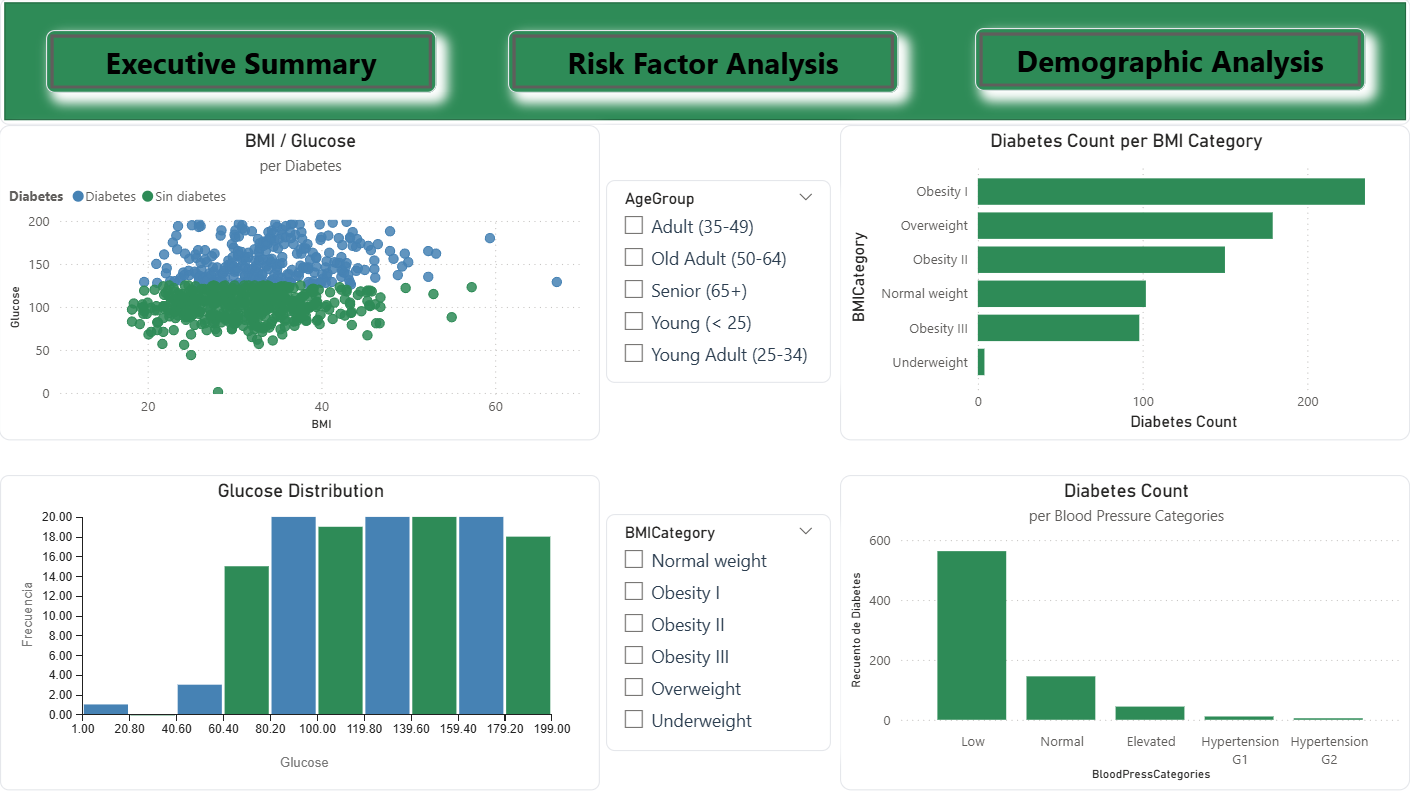 Executive Summary
Risk Factor Analysis
Demographic Analysis
BMI / Glucose
per Diabetes
Diabetes Diabetes Sin diabetes
200
150
100
50
0
Glucose
20 40 60
BMI
AgeGroup
Adult (35-49)
Old Adult (50-64)
Senior (65+)
Young (< 25)
Young Adult (25-34)
Diabetes Count per BMI Category
BMICategory
Obesity I
Overweight
Obesity II
Normal weight
Obesity III
Underweight
0 100 200
Diabetes Count
Glucose Distribution
Frecuencia
20.00
18.00
16.00
14.00
12.00
10.00
8.00
6.00
4.00
2.00
0.00
1.00 20.80 40.60 60.40 80.20 100.00 119.80 139.60 159.40 179.20 199.00
Glucose
BMICategory
Normal weight
Obesity I
Obesity II
Obesity III
Overweight
Underweight
Diabetes Count
per Blood Pressure Categories
Recuento de Diabetes
600
400
200
0
Low Normal Elevated Hypertension G1 Hypertension G2
BloodPressCategories